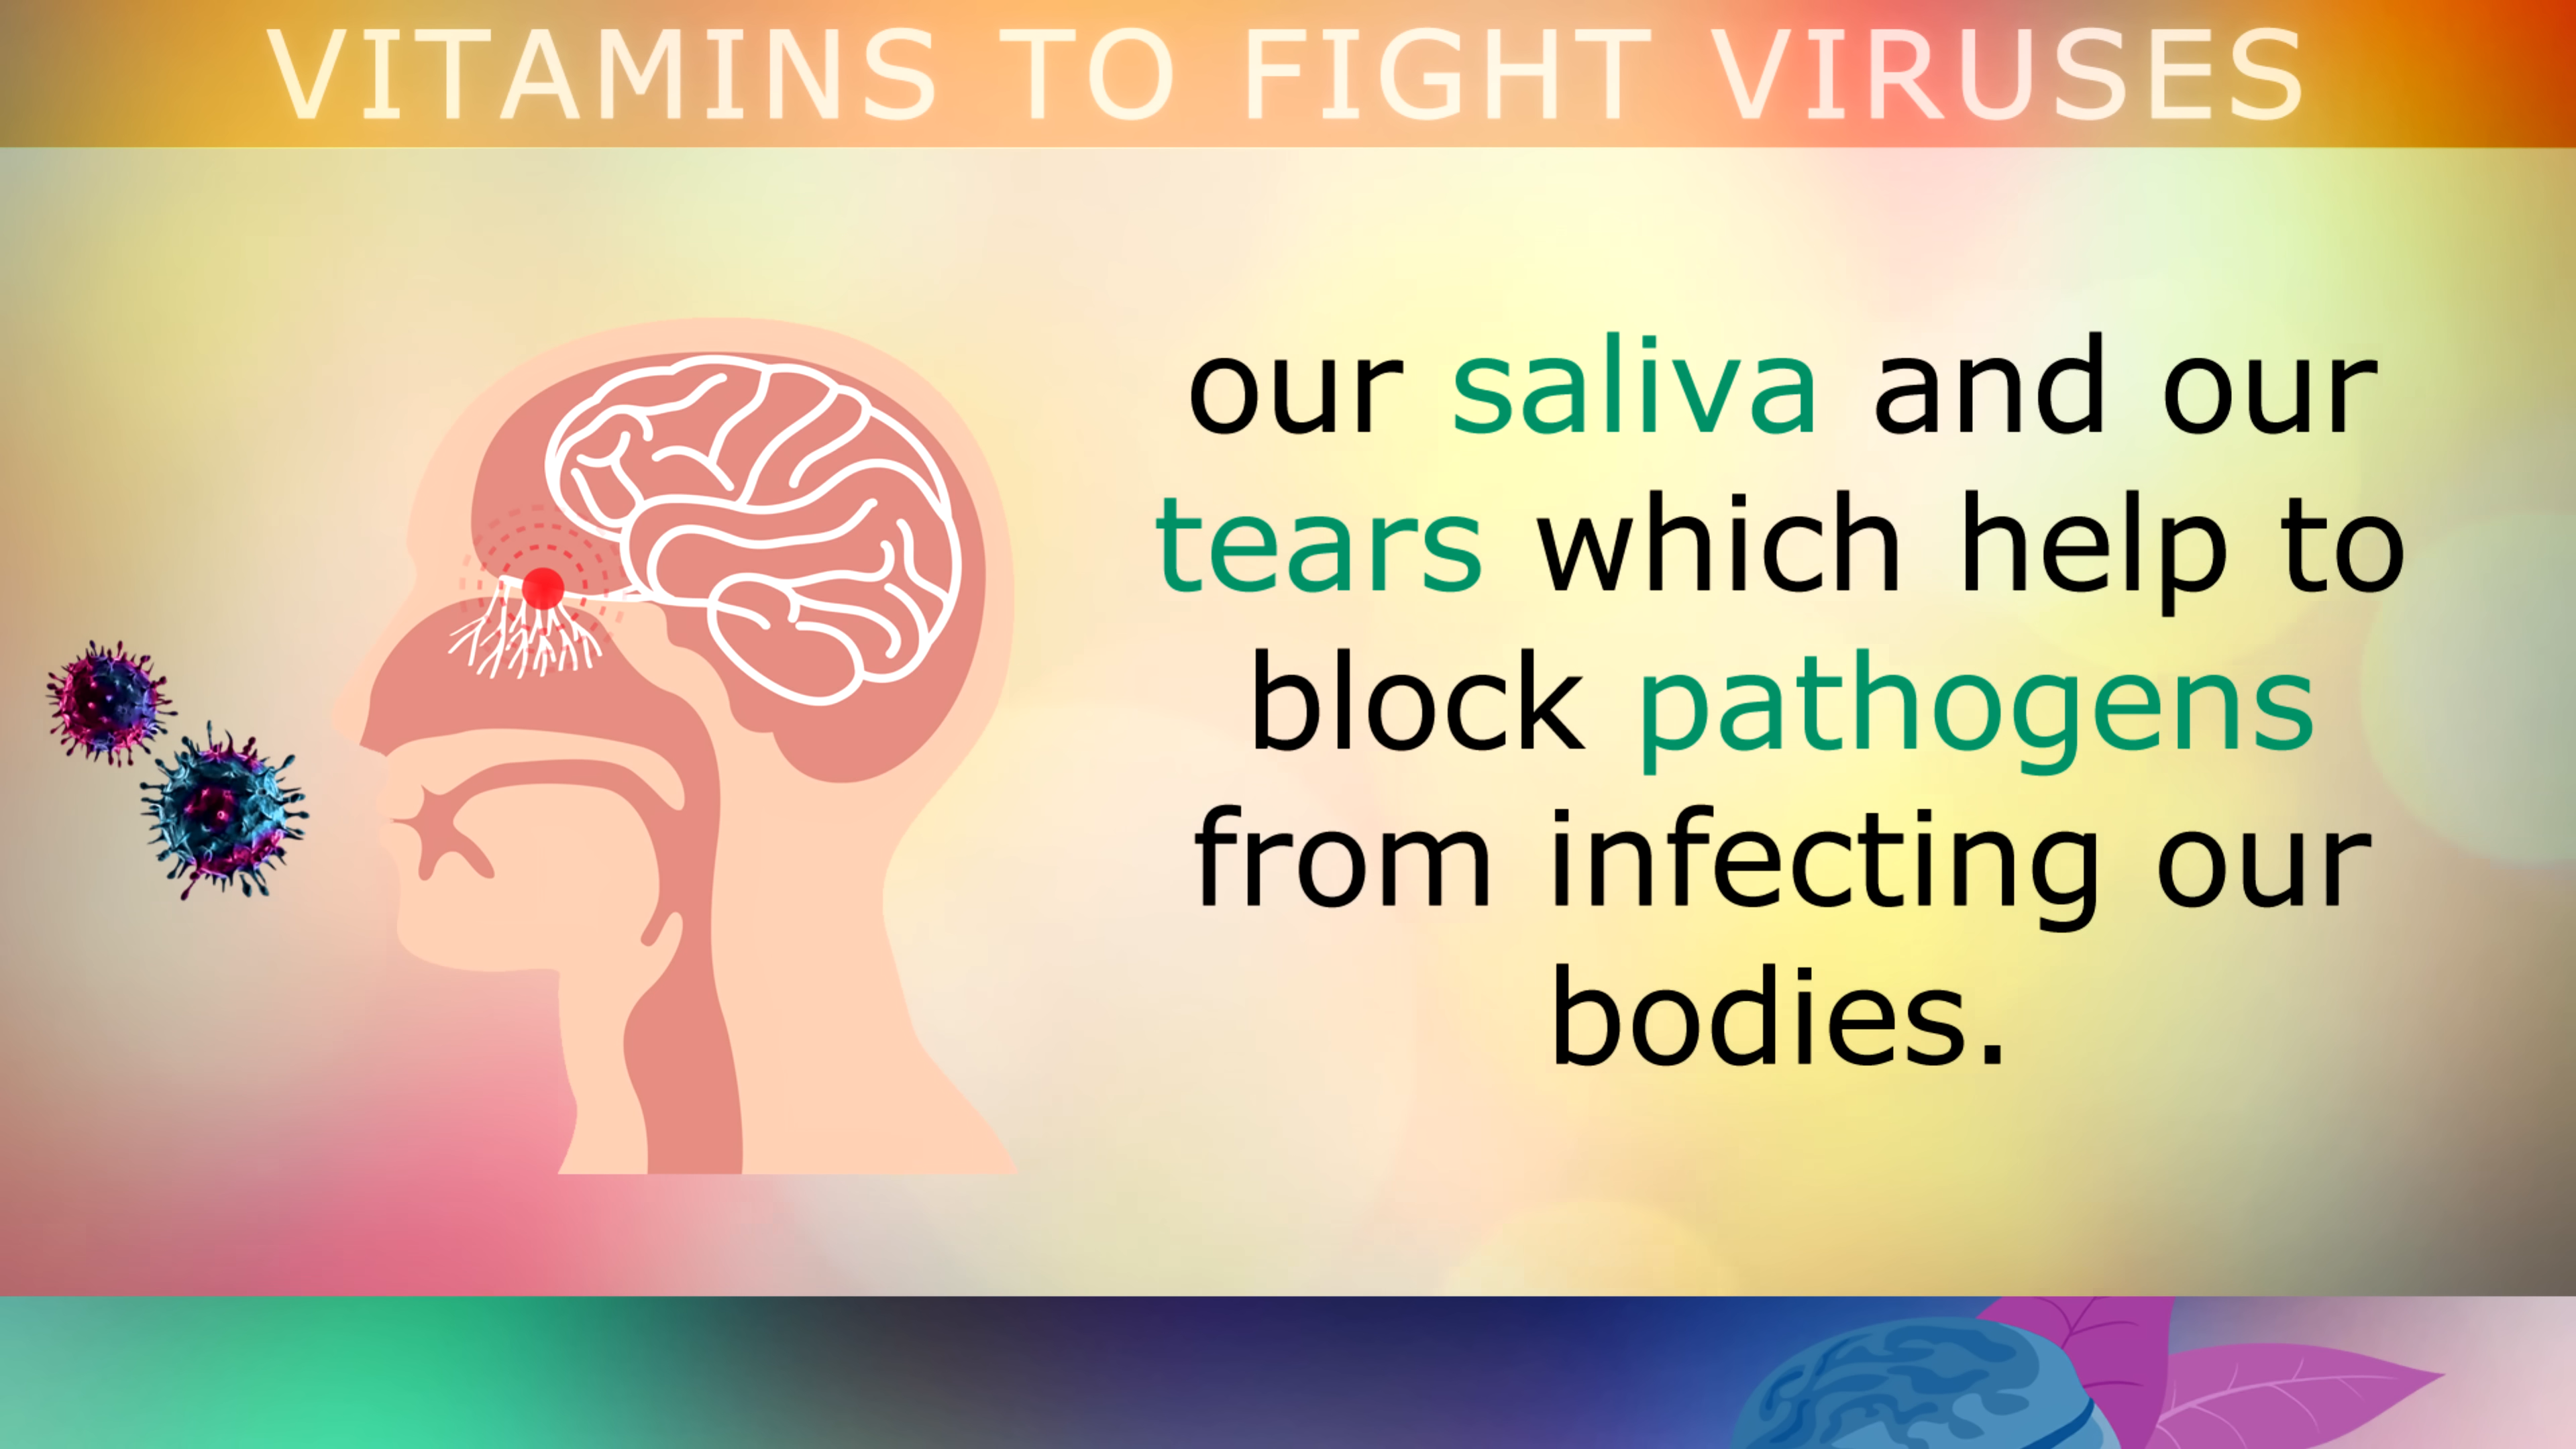 VITAMINS TO FIGHT VIRUSES
our saliva and our
tears which help to
block pathogens
from infecting our
bodies.